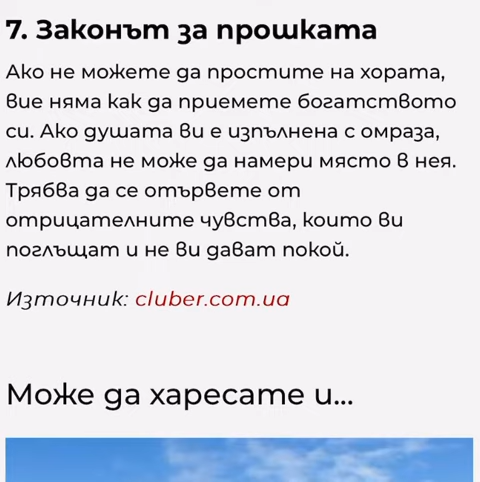 7. Законът за прошката
Ако не можете да простите на хората,
вие няма как да приемете богатството
си. Ако душата ви е изпълнена с омраза,
любовта не може да намери място в нея.
Трябва да се отървете от
отрицателните чувства, които ви
поглъщат и не ви дават покой.
Източник: cluber.com.ua
Може да харесате и...